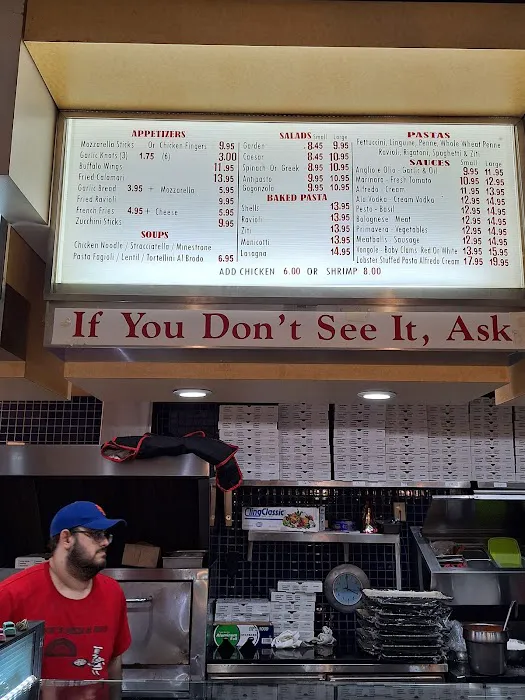 APPETIZERS
Mozzarella Sticks Or Chicken Fingers 9.95
Garlic Knots (3) 1.75 (6) 3.00
Buffalo Wings 11.95
Fried Calamari 13.95
Garlic Bread 3.95 + Mozzarella 5.95
Fried Ravioli 9.95
French Fries 4.95 + Cheese 5.95
Zucchini Sticks 9.95
SOUPS
Chicken Noodle / Stracciatella / Minestrone
Pasta Fagioli / Lentil / Tortellini Al Brodo 6.95
SALADS Small Large
Garden 8.45 9.95
Caesar 8.45 10.95
Spinach Or Greek 8.95 10.95
Antipasto 9.95 10.95
Gogonzola 9.95 10.95
BAKED PASTA
Shells 13.95
Ravioli 13.95
Ziti 13.95
Manicotti 13.95
Lasagna 14.95
PASTAS
Fettuccini, Linguine, Penne, Whole Wheat Penne
Ravioli, Rigatoni, Spaghetti & Ziti
SAUCES Small Large
Anglio e Olio - Garlic & Oil 9.95 11.95
Marinara - Fresh Tomato 10.95 12.95
Alfredo - Cream 11.95 13.95
Ala Vodka - Cream Vodka 12.95 14.95
Pesto - Basil 12.95 14.95
Bolognese - Meat 12.95 14.95
Primavera - Vegetables 12.95 14.95
Meatballs - Sausage 12.95 14.95
Vongole - Baby Clams Red Or White 13.95 15.95
Lobster Stuffed Pasta Alfredo Cream 17.95 19.95
ADD CHICKEN 6.00 OR SHRIMP 8.00
If You Don't See It, Ask
ClingClassic
Aluminum Foil